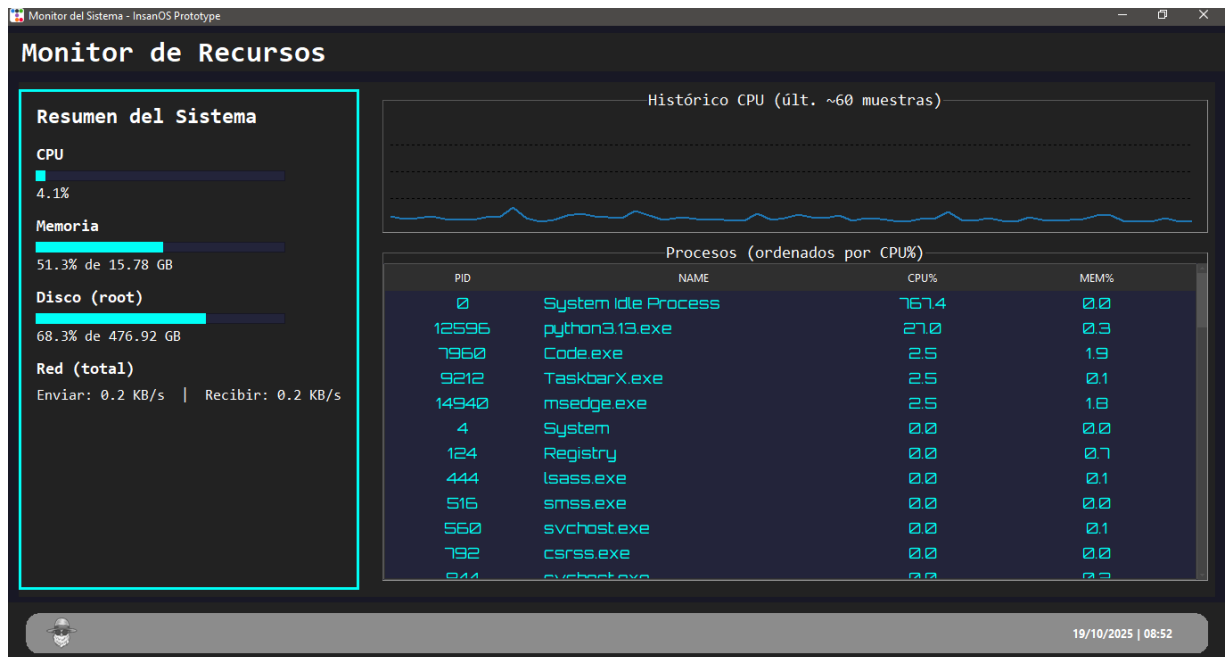 Monitor del Sistema - InsanOS Prototype
Monitor de Recursos
Resumen del Sistema
CPU
4.1%
Memoria
51.3% de 15.78 GB
Disco (root)
68.3% de 476.92 GB
Red (total)
Enviar: 0.2 KB/s | Recibir: 0.2 KB/s
Histórico CPU (últ. ~60 muestras)
Procesos (ordenados por CPU%)
PID NAME CPU% MEM%
0 System Idle Process 767.4 0.0
12596 python3.13.exe 27.0 0.3
7960 Code.exe 2.5 1.9
9212 TaskbarX.exe 2.5 0.1
14940 msedge.exe 2.5 1.8
4 System 0.0 0.0
124 Registry 0.0 0.7
444 lsass.exe 0.0 0.1
516 smss.exe 0.0 0.0
560 svchost.exe 0.0 0.1
792 csrss.exe 0.0 0.0
svchost.exe
19/10/2025 | 08:52